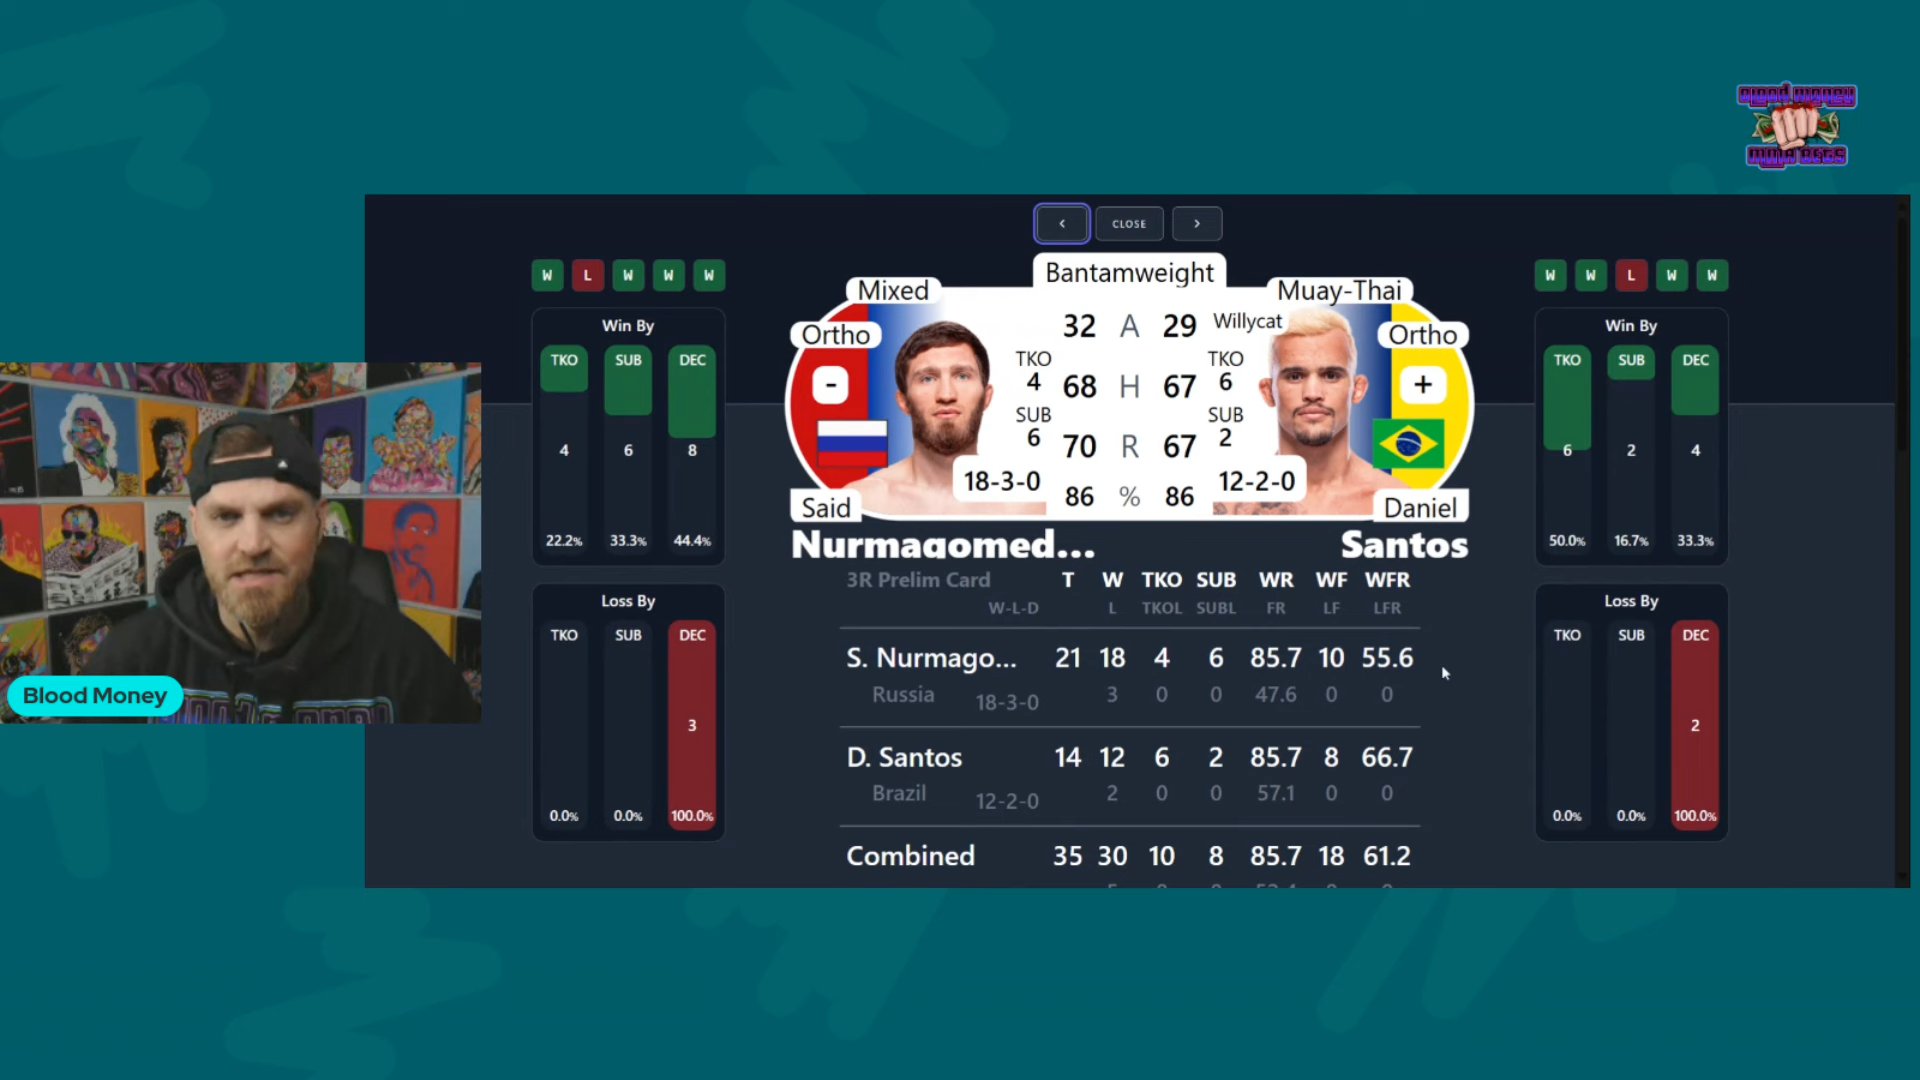 BLOOD MONEY
MMA BETS
< CLOSE >
W L W W W
W W L W W
Bantamweight
Mixed
Muay-Thai
Ortho
Ortho
Willycat
32 A 29
TKO
4
68 H 67
TKO
6
SUB
6
70 R 67
SUB
2
18-3-0
86 % 86
12-2-0
- +
Said
Daniel
Nurmagomed...
Santos
Win By
TKO SUB DEC
4 6 8
22.2% 33.3% 44.4%
Loss By
TKO SUB DEC
3
0.0% 0.0% 100.0%
3R Prelim Card T W TKO SUB WR WF WFR
W-L-D L TKOL SUBL FR LF LFR
S. Nurmago... 21 18 4 6 85.7 10 55.6
Russia 18-3-0 3 0 0 47.6 0 0
D. Santos 14 12 6 2 85.7 8 66.7
Brazil 12-2-0 2 0 0 57.1 0 0
Combined 35 30 10 8 85.7 18 61.2
Win By
TKO SUB DEC
6 2 4
50.0% 16.7% 33.3%
Loss By
TKO SUB DEC
2
0.0% 0.0% 100.0%
Blood Money